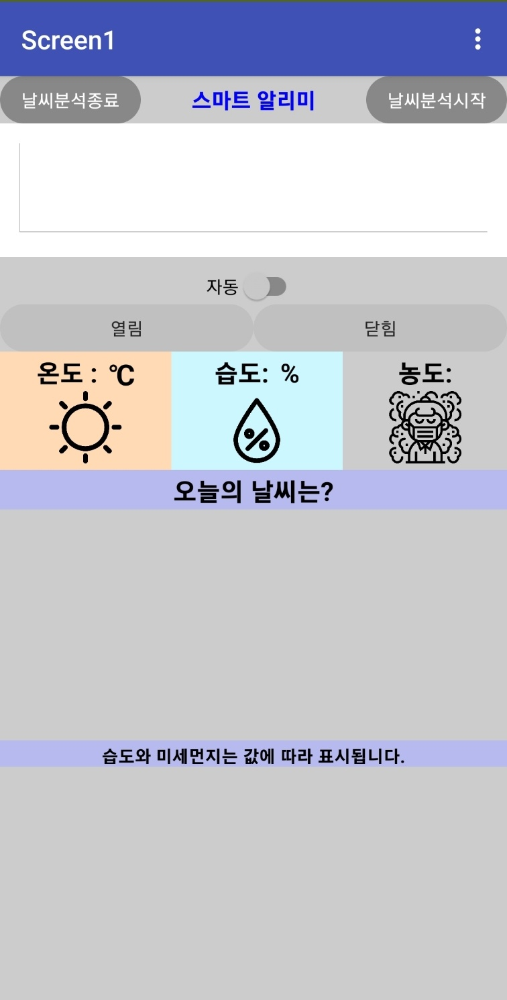 Screen1
날씨분석종료 스마트 알리미 날씨분석시작
자동
열림 닫힘
온도 : ℃ 습도: % 농도:
오늘의 날씨는?
습도와 미세먼지는 값에 따라 표시됩니다.